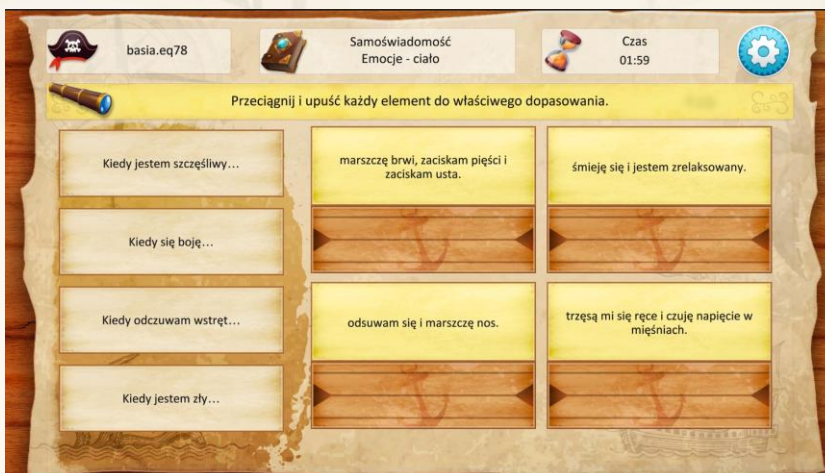 basia.eq78
Samoświadomość
Emocje - ciało
Czas
01:59
Przeciągnij i upuść każdy element do właściwego dopasowania.
Kiedy jestem szczęśliwy...
Kiedy się boję...
Kiedy odczuwam wstręt...
Kiedy jestem zły...
marszczę brwi, zaciskam pięści i
zaciskam usta.
śmieję się i jestem zrelaksowany.
odsuwam się i marszczę nos.
trzęsą mi się ręce i czuję napięcie w
mięśniach.